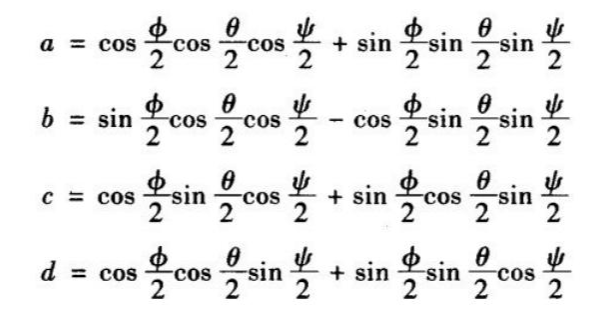 a = cos ϕ/2 cos θ/2 cos ψ/2 + sin ϕ/2 sin θ/2 sin ψ/2
b = sin ϕ/2 cos θ/2 cos ψ/2 − cos ϕ/2 sin θ/2 sin ψ/2
c = cos ϕ/2 sin θ/2 cos ψ/2 + sin ϕ/2 cos θ/2 sin ψ/2
d = cos ϕ/2 cos θ/2 sin ψ/2 + sin ϕ/2 sin θ/2 cos ψ/2